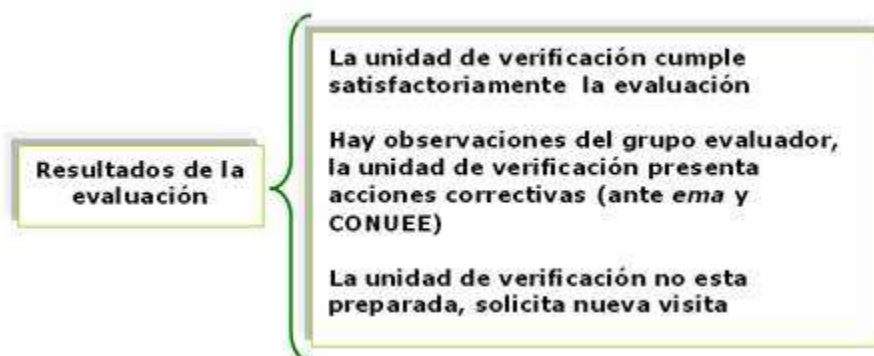 Resultados de la
evaluación
La unidad de verificación cumple
satisfactoriamente la evaluación
Hay observaciones del grupo evaluador,
la unidad de verificación presenta
acciones correctivas (ante ema y
CONUEE)
La unidad de verificación no esta
preparada, solicita nueva visita